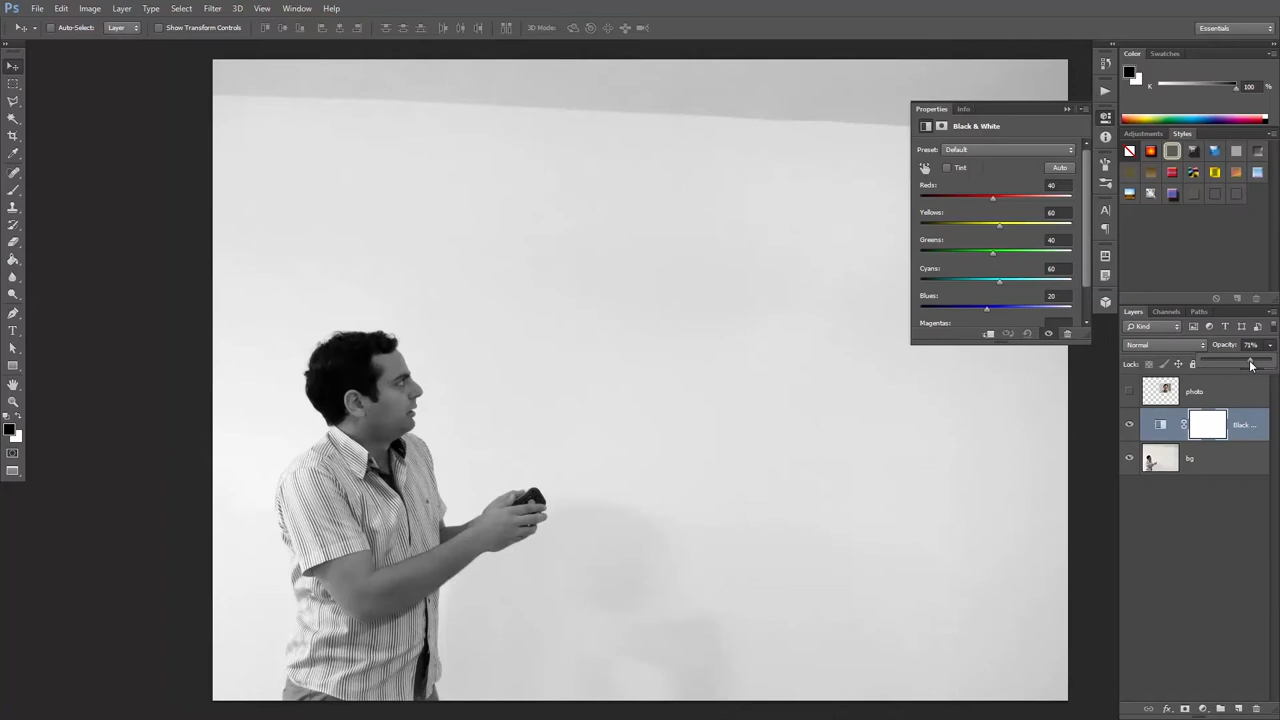 Ps File Edit Image Layer Type Select Filter 3D View Window Help
Auto-Select: Layer Show Transform Controls 3D Mode: Essentials
Color Swatches
K 100 %
Properties Info
Black & White
Preset: Default
Tint Auto
Reds: 40
Yellows: 60
Greens: 40
Cyans: 60
Blues: 20
Magentas:
Adjustments Styles
Layers Channels Paths
Kind
Normal Opacity: 71%
Lock:
photo
Black ...
bg
fx